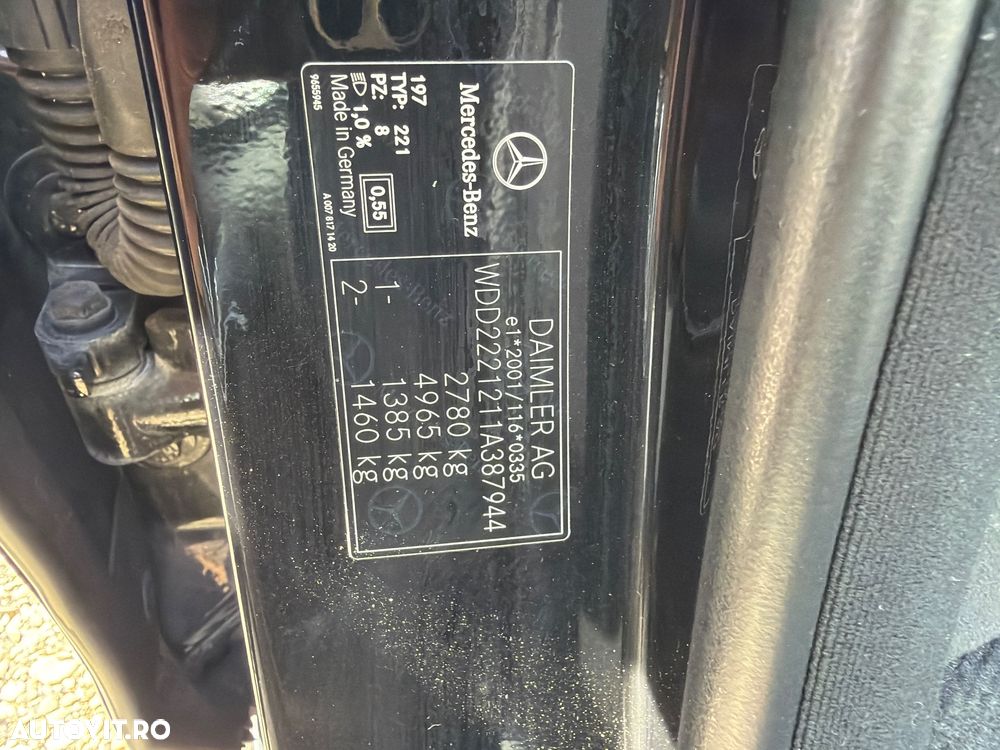 Mercedes-Benz
197
TYP: 221
PZ: 8
1,0 %
0,55
Made in Germany
9655945
A 007 817 14 20
DAIMLER AG
e1*2001/116*0335
WDD2221211A387944
2780 kg
4965 kg
1- 1385 kg
2- 1460 kg
AUTOVIT.RO